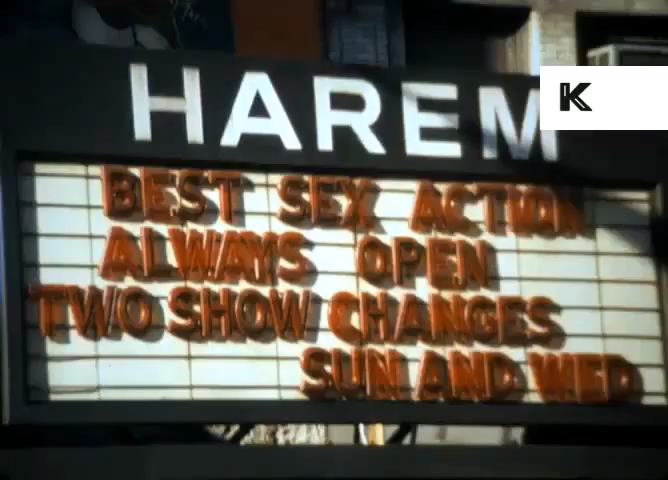 HAREM
K
BEST SEX ACTION
ALWAYS OPEN
TWO SHOW CHANGES
SUN AND WED